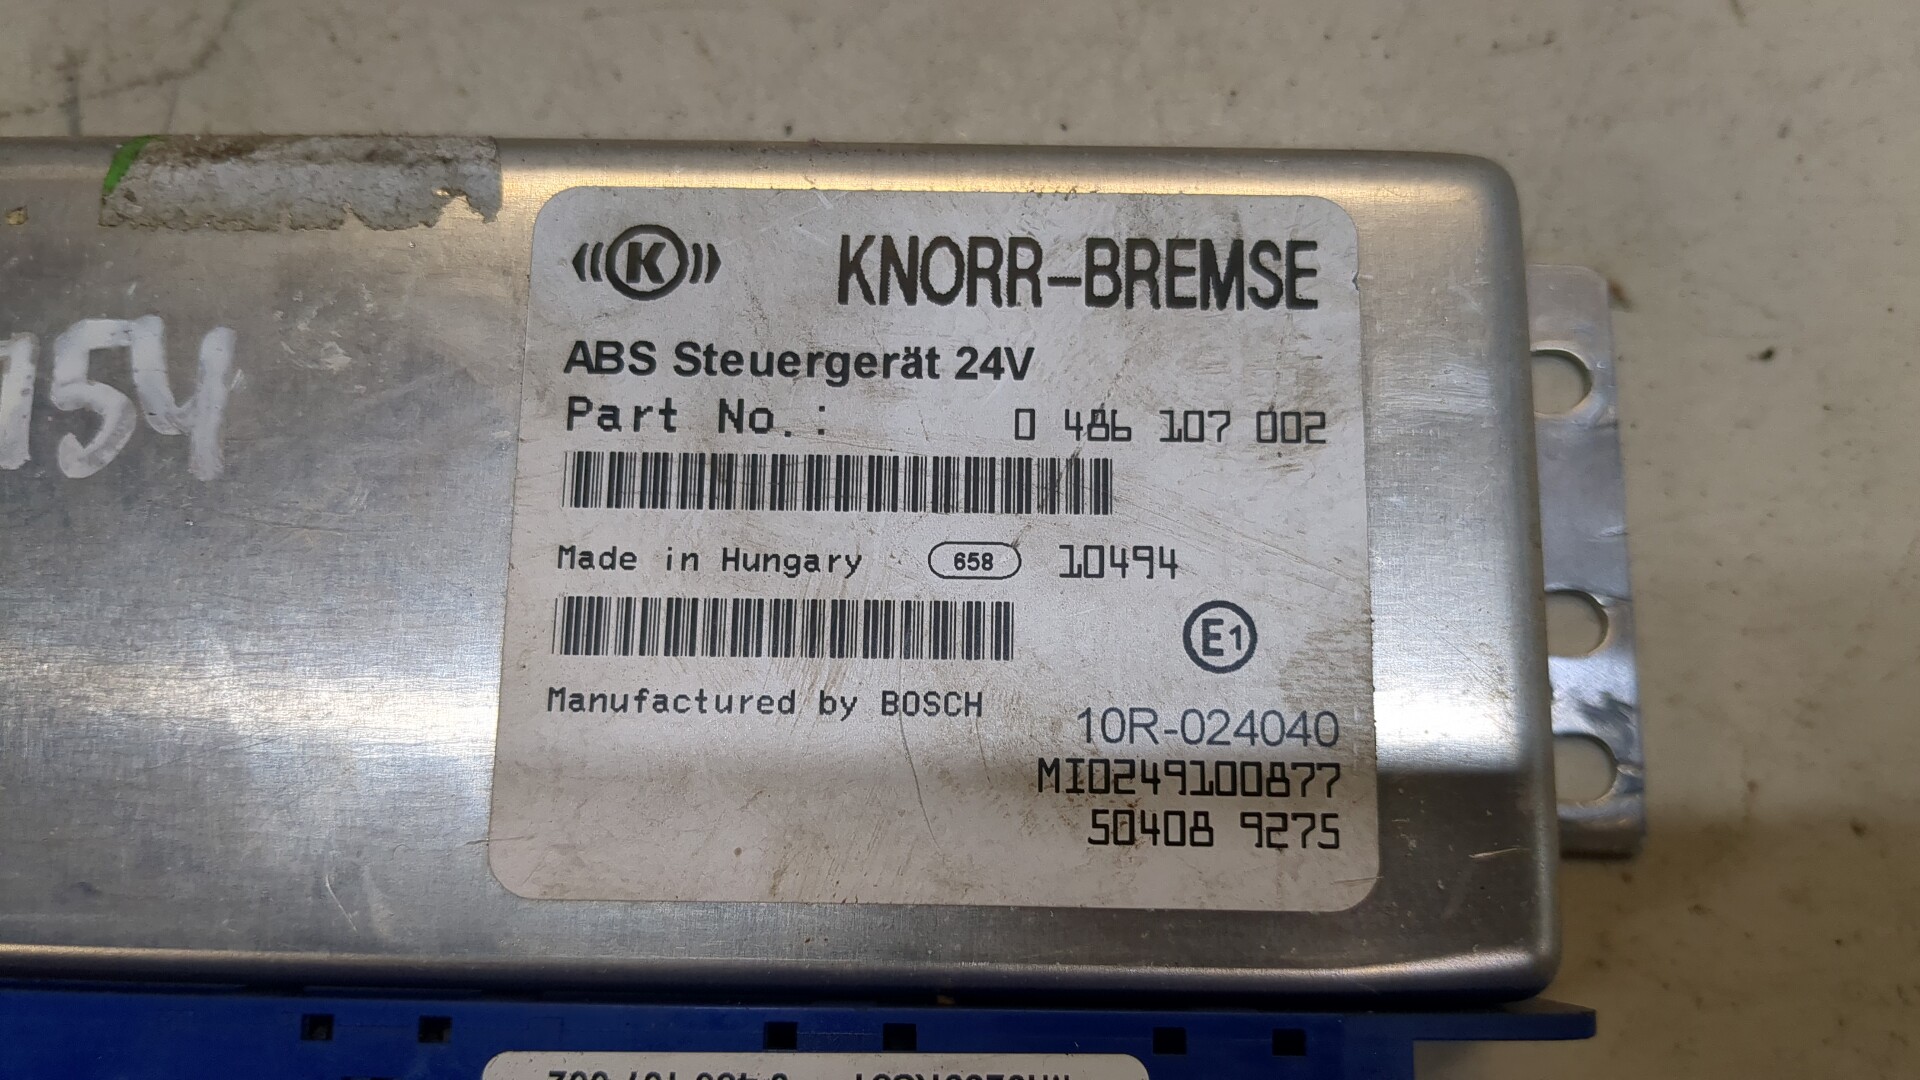 K KNORR-BREMSE
ABS Steuergerät 24V
Part No.: 0 486 107 002
Made in Hungary 658 10494
E1
Manufactured by BOSCH
10R-024040
MI0249100877
50408 9275
154